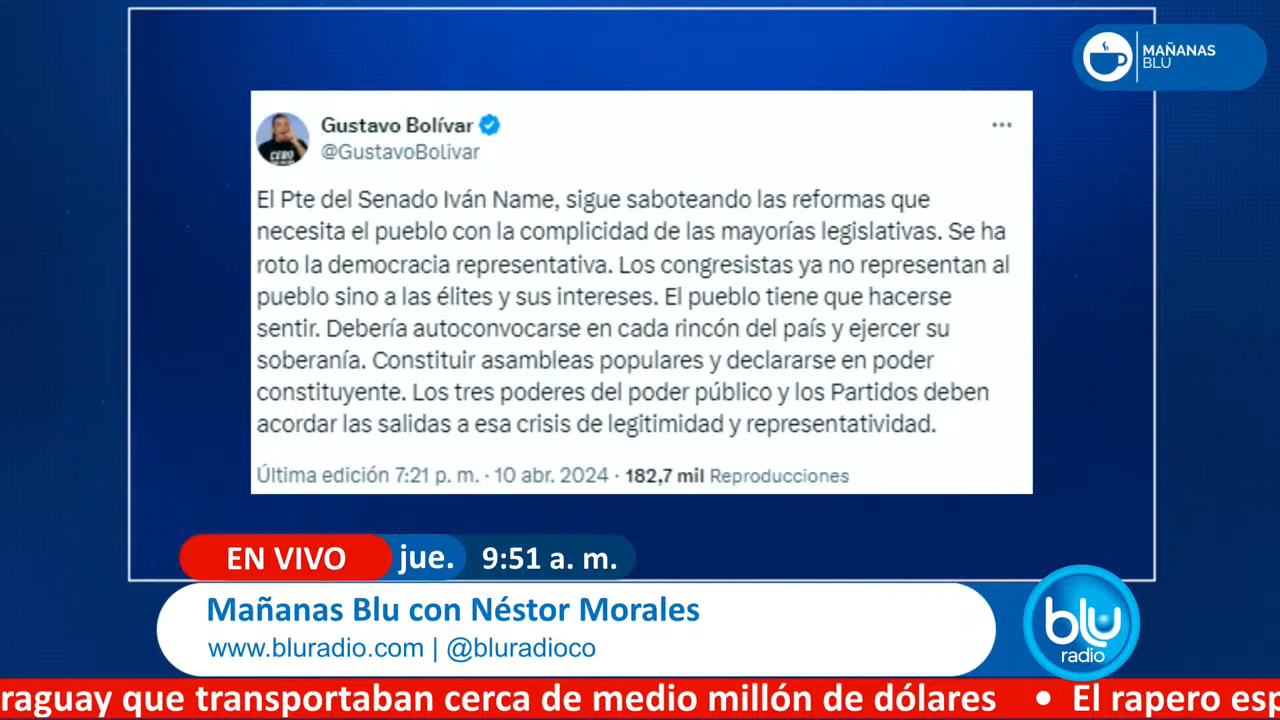 MAÑANAS
BLU
Gustavo Bolívar
@GustavoBolivar
CERO
El Pte del Senado Iván Name, sigue saboteando las reformas que
necesita el pueblo con la complicidad de las mayorías legislativas. Se ha
roto la democracia representativa. Los congresistas ya no representan al
pueblo sino a las élites y sus intereses. El pueblo tiene que hacerse
sentir. Debería autoconvocarse en cada rincón del país y ejercer su
soberanía. Constituir asambleas populares y declararse en poder
constituyente. Los tres poderes del poder público y los Partidos deben
acordar las salidas a esa crisis de legitimidad y representatividad.
Última edición 7:21 p. m. · 10 abr. 2024 · 182,7 mil Reproducciones
EN VIVO jue. 9:51 a. m.
Mañanas Blu con Néstor Morales
www.bluradio.com | @bluradioco
blu
radio
raguay que transportaban cerca de medio millón de dólares • El rapero esp